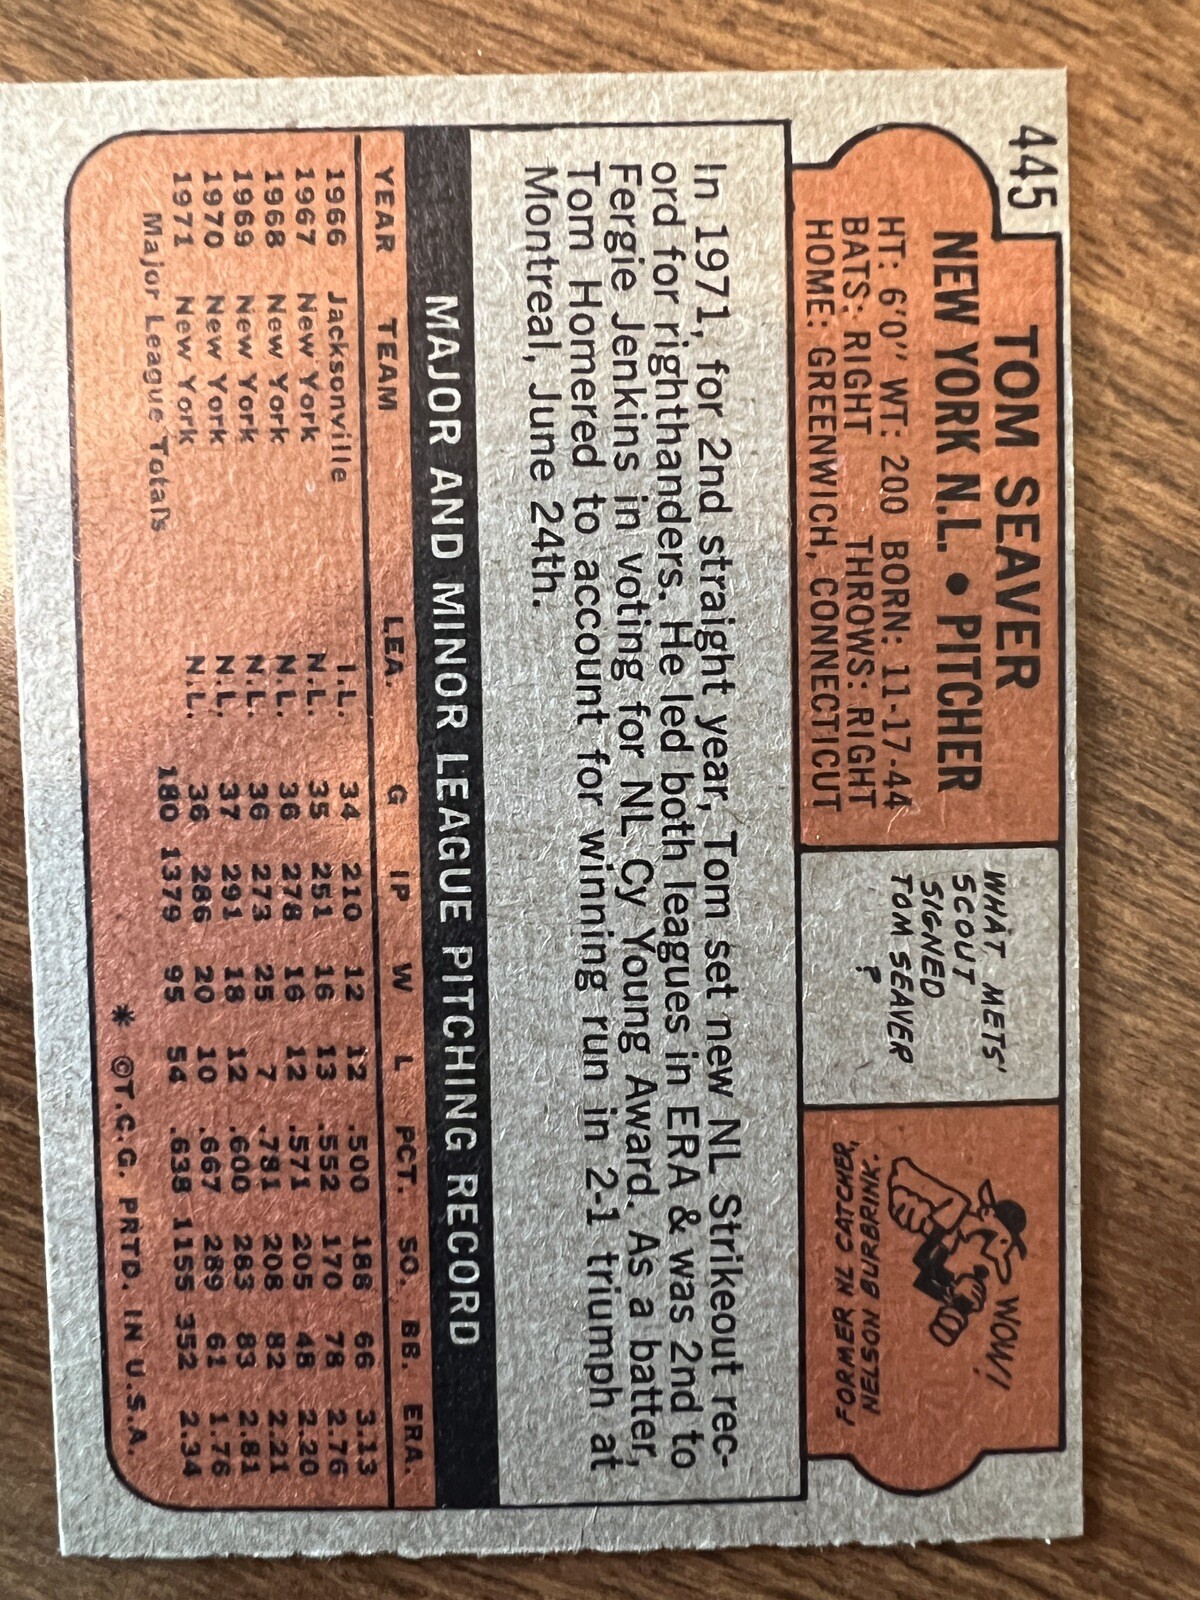 445
TOM SEAVER
NEW YORK N.L. • PITCHER
HT: 6'0" WT: 200 BORN: 11-17-44
BATS: RIGHT THROWS: RIGHT
HOME: GREENWICH, CONNECTICUT
WHAT METS'
SCOUT
SIGNED
TOM SEAVER
?
WOW!
FORMER NL CATCHER,
NELSON BURBRINK.
In 1971, for 2nd straight year, Tom set new NL Strikeout rec-
ord for righthanders. He led both leagues in ERA & was 2nd to
Fergie Jenkins in voting for NL Cy Young Award. As a batter,
Tom Homered to account for winning run in 2-1 triumph at
Montreal, June 24th.
MAJOR AND MINOR LEAGUE PITCHING RECORD
YEAR TEAM LEA. G IP W L PCT. SO. BB. ERA.
1966 Jacksonville I.L. 34 210 12 12 .500 188 66 3.13
1967 New York N.L. 35 251 16 13 .552 170 78 2.76
1968 New York N.L. 36 278 16 12 .571 205 48 2.20
1969 New York N.L. 36 273 25 7 .781 208 82 2.21
1970 New York N.L. 37 291 18 12 .600 283 83 2.81
1971 New York N.L. 36 286 20 10 .667 289 61 1.76
Major League Totals 180 1379 95 54 .638 1155 352 2.34
* ©T.C.G. PRTD. IN U.S.A.